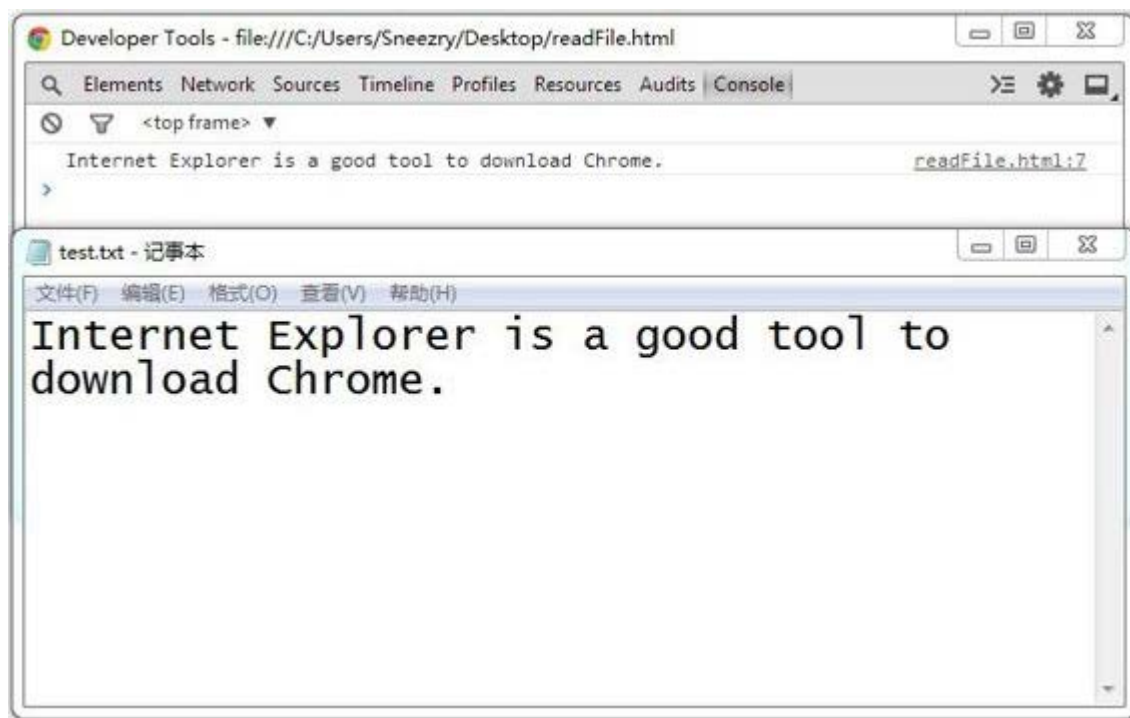 Developer Tools - file:///C:/Users/Sneezry/Desktop/readFile.html
Elements Network Sources Timeline Profiles Resources Audits Console
<top frame> ▼
Internet Explorer is a good tool to download Chrome. readFile.html:7
test.txt - 记事本
文件(F) 编辑(E) 格式(O) 查看(V) 帮助(H)
Internet Explorer is a good tool to
download Chrome.